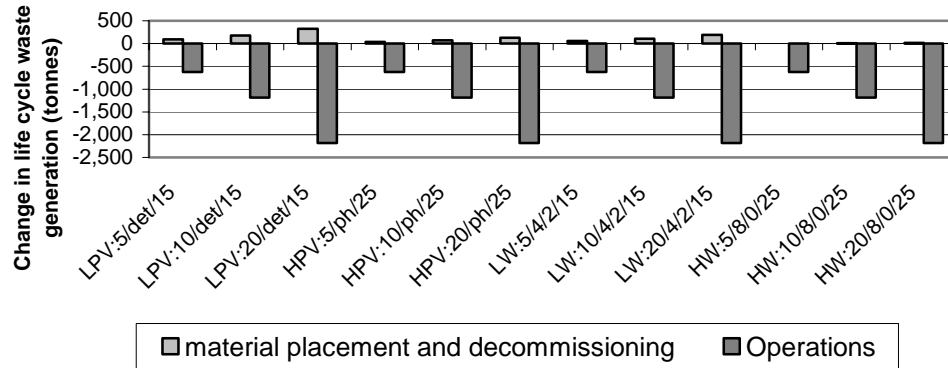 Change in life cycle waste
generation (tonnes)
500
0
-500
-1,000
-1,500
-2,000
-2,500
LPV:5/det/15
LPV:10/det/15
LPV:20/det/15
HPV:5/ph/25
HPV:10/ph/25
HPV:20/ph/25
LW:5/4/2/15
LW:10/4/2/15
LW:20/4/2/15
HW:5/8/0/25
HW:10/8/0/25
HW:20/8/0/25
material placement and decommissioning
Operations